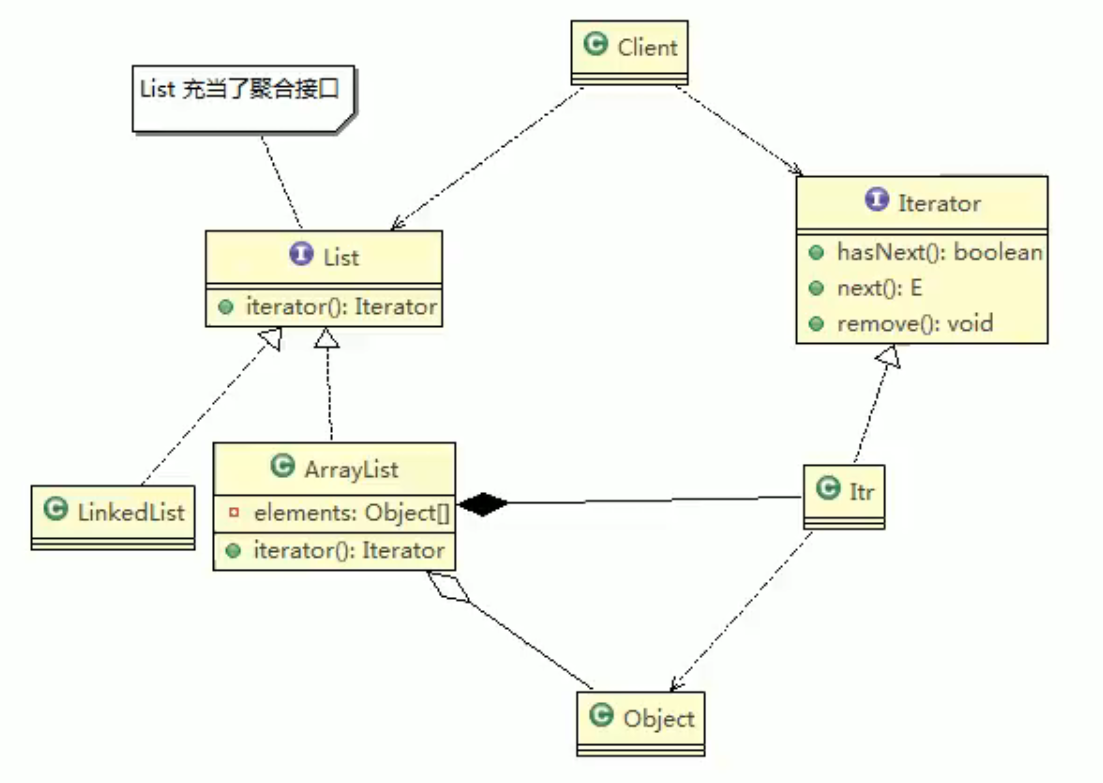 Client
List 充当了聚合接口
Iterator
hasNext(): boolean
next(): E
remove(): void
List
iterator(): Iterator
ArrayList
elements: Object[]
iterator(): Iterator
LinkedList
Itr
Object